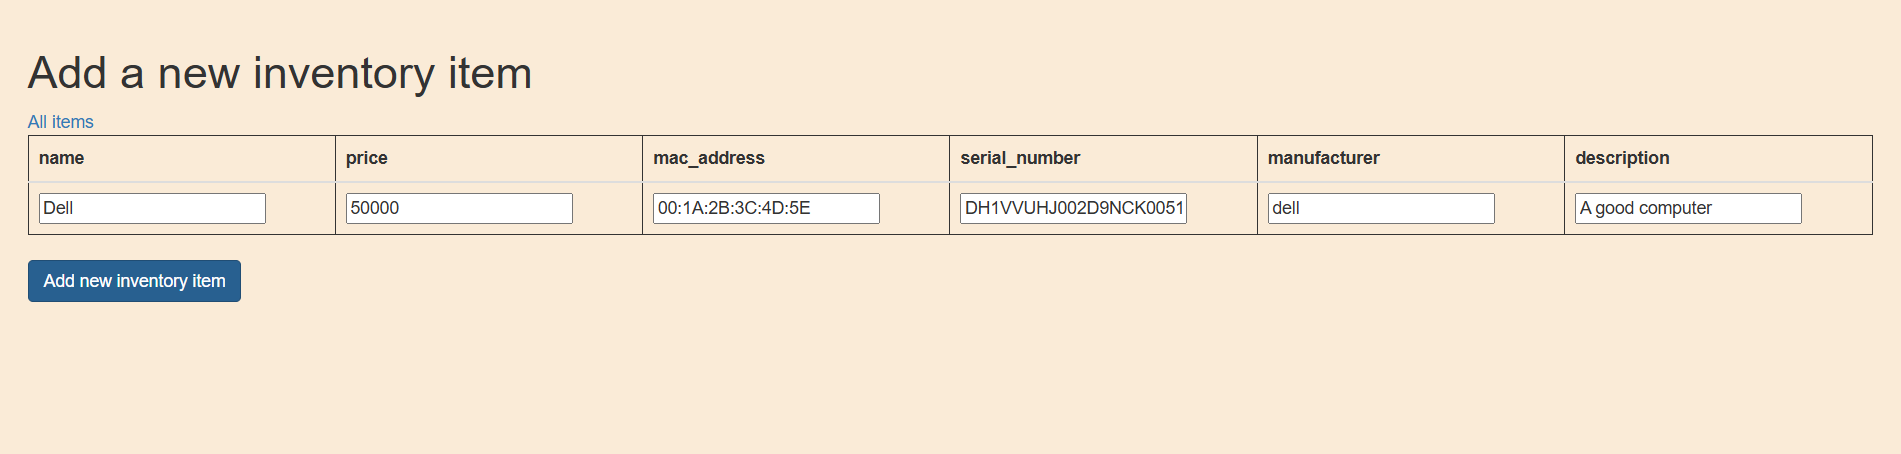 Add a new inventory item
All items
name price mac_address serial_number manufacturer description
Dell 50000 00:1A:2B:3C:4D:5E DH1VVUHJ002D9NCK0051 dell A good computer
Add new inventory item